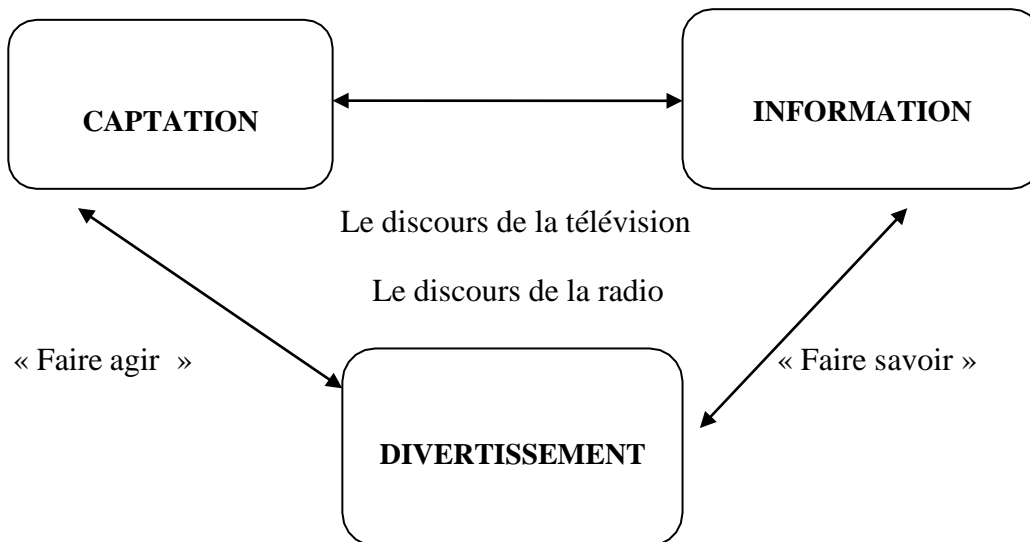 CAPTATION
INFORMATION
Le discours de la télévision
Le discours de la radio
« Faire agir  »
« Faire savoir »
DIVERTISSEMENT